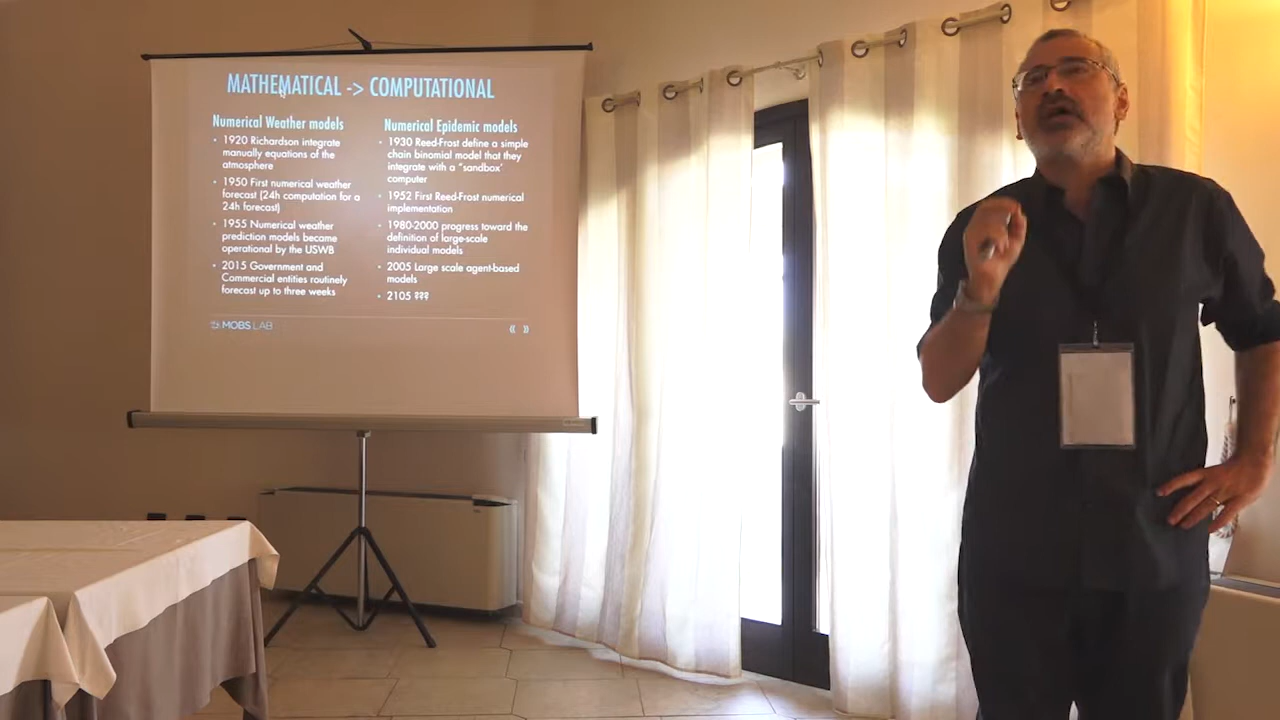 MATHEMATICAL -> COMPUTATIONAL
Numerical Weather models
• 1920 Richardson integrate
manually equations of the
atmosphere
• 1950 First numerical weather
forecast (24h computation for a
24h forecast)
• 1955 Numerical weather
prediction models became
operational by the USWB
• 2015 Government and
Commercial entities routinely
forecast up to three weeks
Numerical Epidemic models
• 1930 Reed-Frost define a simple
chain binomial model that they
integrate with a "sandbox'
computer
• 1952 First Reed-Frost numerical
implementation
• 1980-2000 progress toward the
definition of large-scale
individual models
• 2005 Large scale agent-based
models
• 2105 ???
MOBS LAB
« »